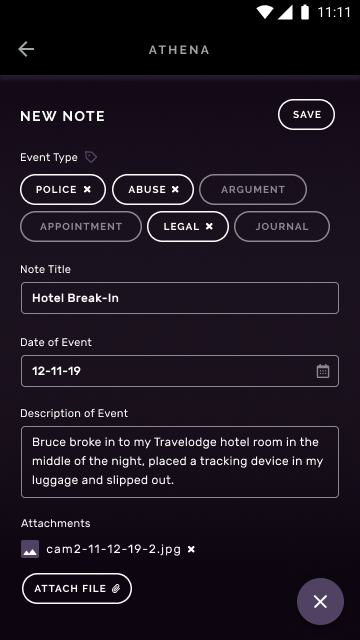 11:11
ATHENA
NEW NOTE
SAVE
Event Type
POLICE × ABUSE × ARGUMENT
APPOINTMENT LEGAL × JOURNAL
Note Title
Hotel Break-In
Date of Event
12-11-19
Description of Event
Bruce broke in to my Travelodge hotel room in the
middle of the night, placed a tracking device in my
luggage and slipped out.
Attachments
cam2-11-12-19-2.jpg ×
ATTACH FILE